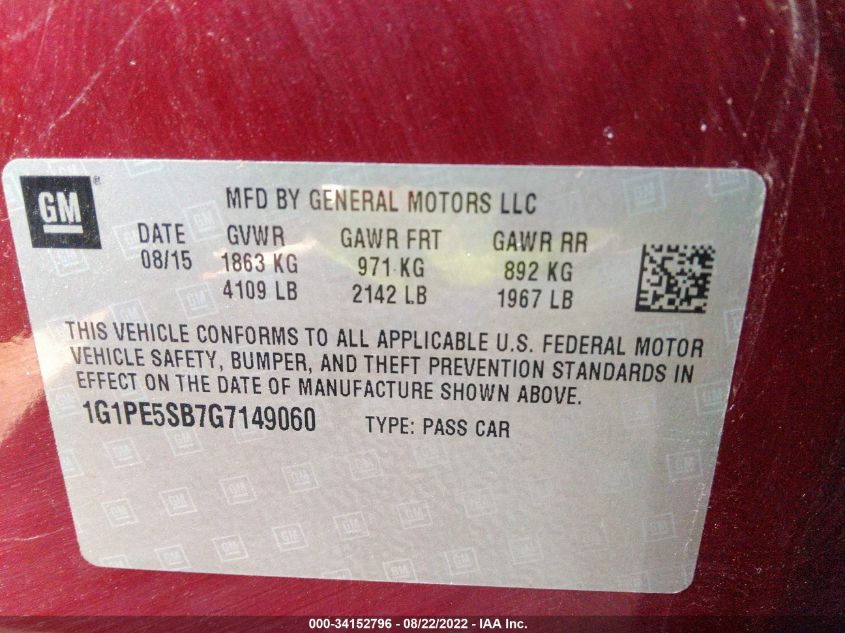 GM®
MFD BY GENERAL MOTORS LLC
DATE GVWR GAWR FRT GAWR RR
08/15 1863 KG 971 KG 892 KG
4109 LB 2142 LB 1967 LB
THIS VEHICLE CONFORMS TO ALL APPLICABLE U.S. FEDERAL MOTOR
VEHICLE SAFETY, BUMPER, AND THEFT PREVENTION STANDARDS IN
EFFECT ON THE DATE OF MANUFACTURE SHOWN ABOVE.
1G1PE5SB7G7149060 TYPE: PASS CAR
000-34152796 - 08/22/2022 - IAA Inc.